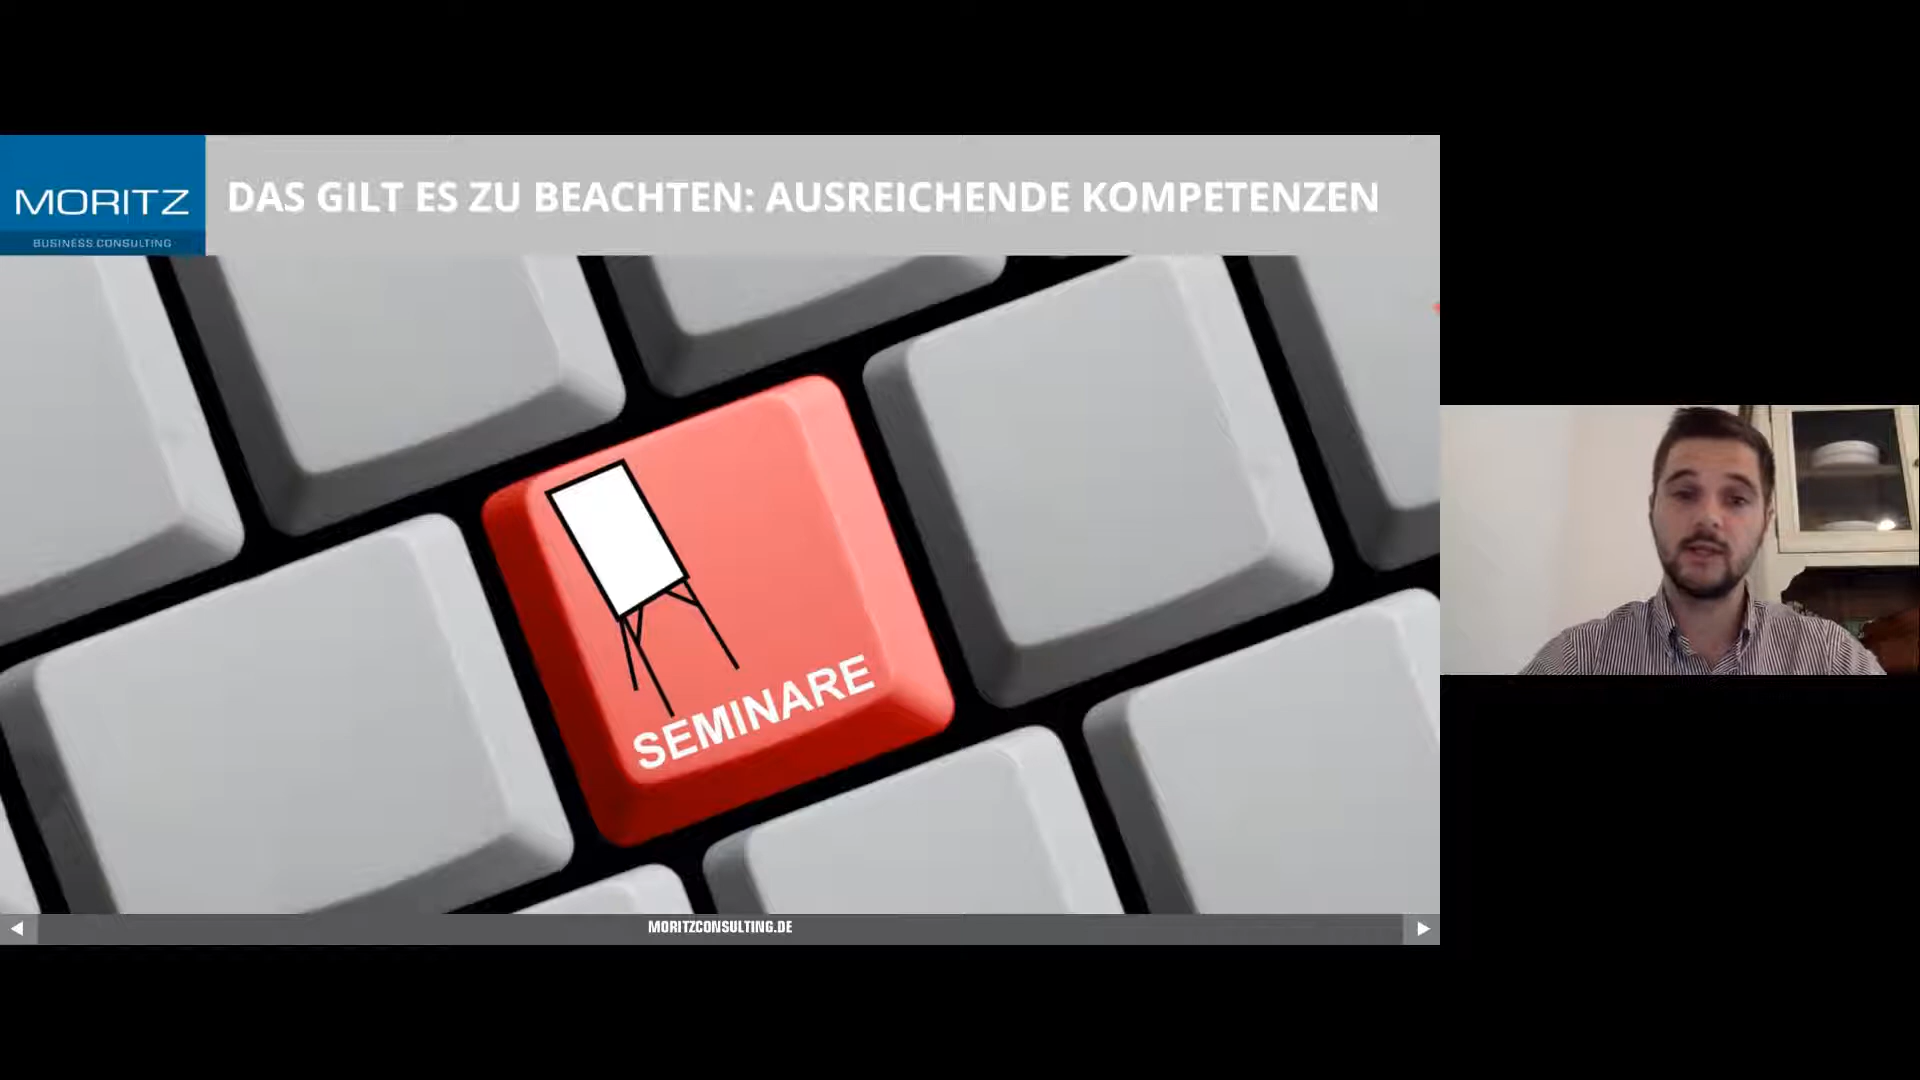 MORITZ
BUSINESS CONSULTING
DAS GILT ES ZU BEACHTEN: AUSREICHENDE KOMPETENZEN
SEMINARE
MORITZCONSULTING.DE